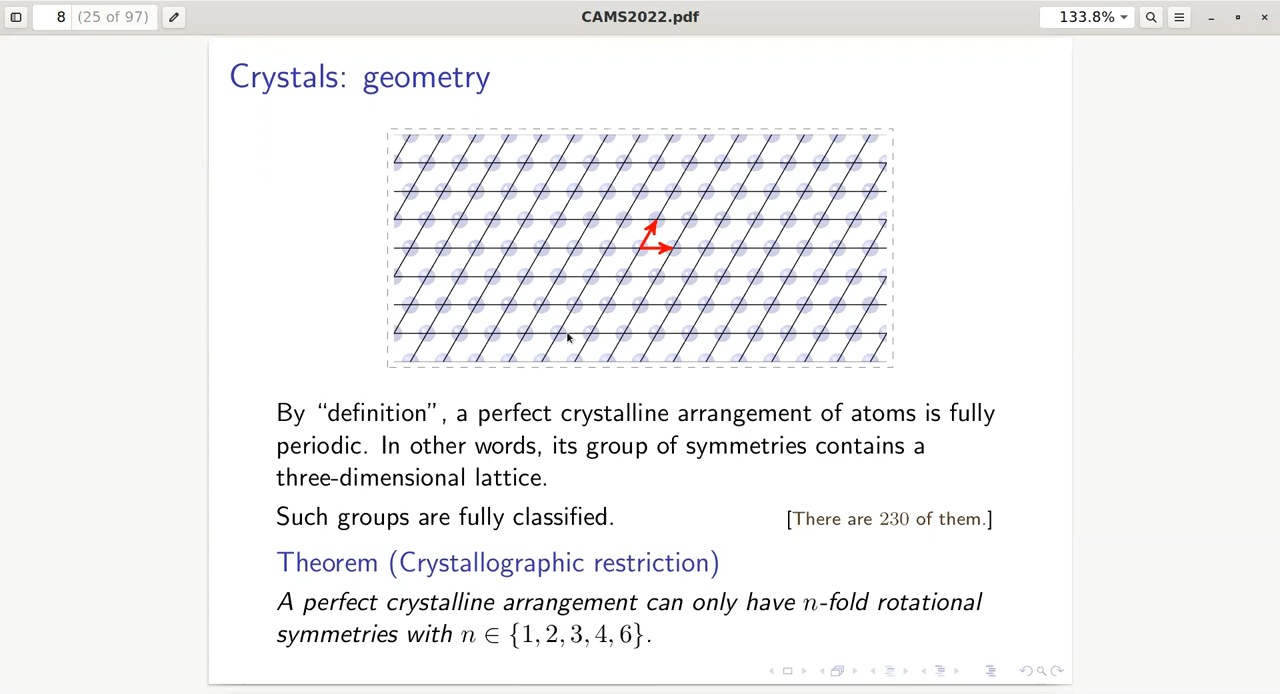 8 (25 of 97)
CAMS2022.pdf
133.8%
Crystals: geometry
By “definition”, a perfect crystalline arrangement of atoms is fully
periodic. In other words, its group of symmetries contains a
three-dimensional lattice.
Such groups are fully classified. [There are 230 of them.]
Theorem (Crystallographic restriction)
A perfect crystalline arrangement can only have n-fold rotational
symmetries with n ∈ {1, 2, 3, 4, 6}.